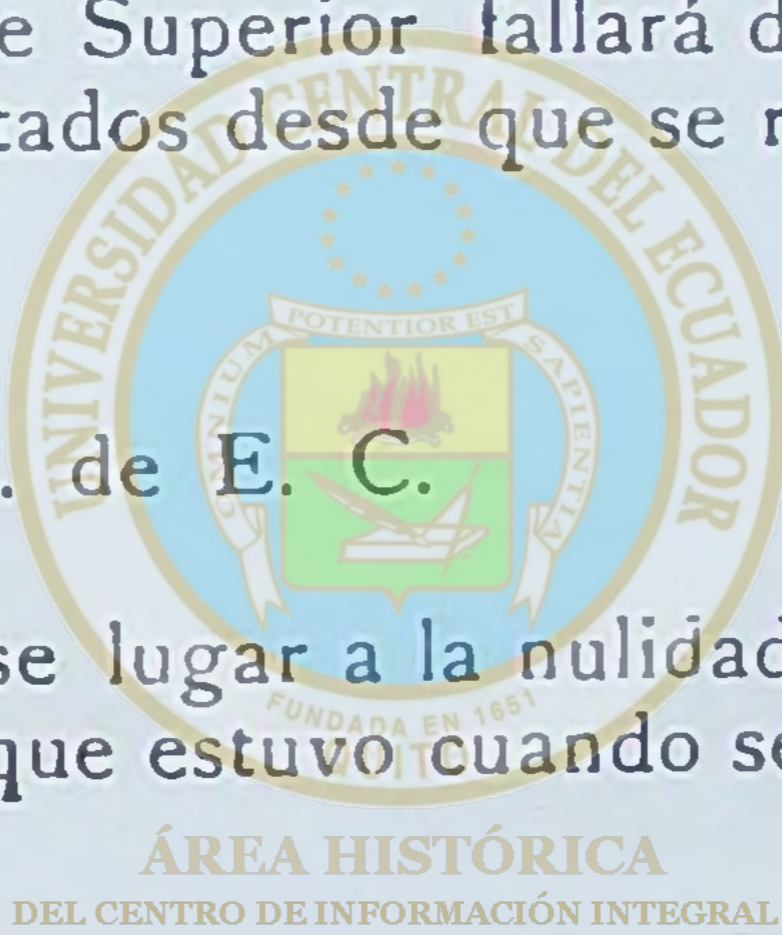 e Superior fallará d
tados desde que se r
UNIVERSIDAD CENTRAL DEL ECUADOR
OMNIUM POTENTIOR EST SAPIENTIA
. de E. C.
se lugar a la nulidad
FUNDADA EN 1651
QUITO
que estuvo cuando se
ÁREA HISTÓRICA
DEL CENTRO DE INFORMACIÓN INTEGRAL